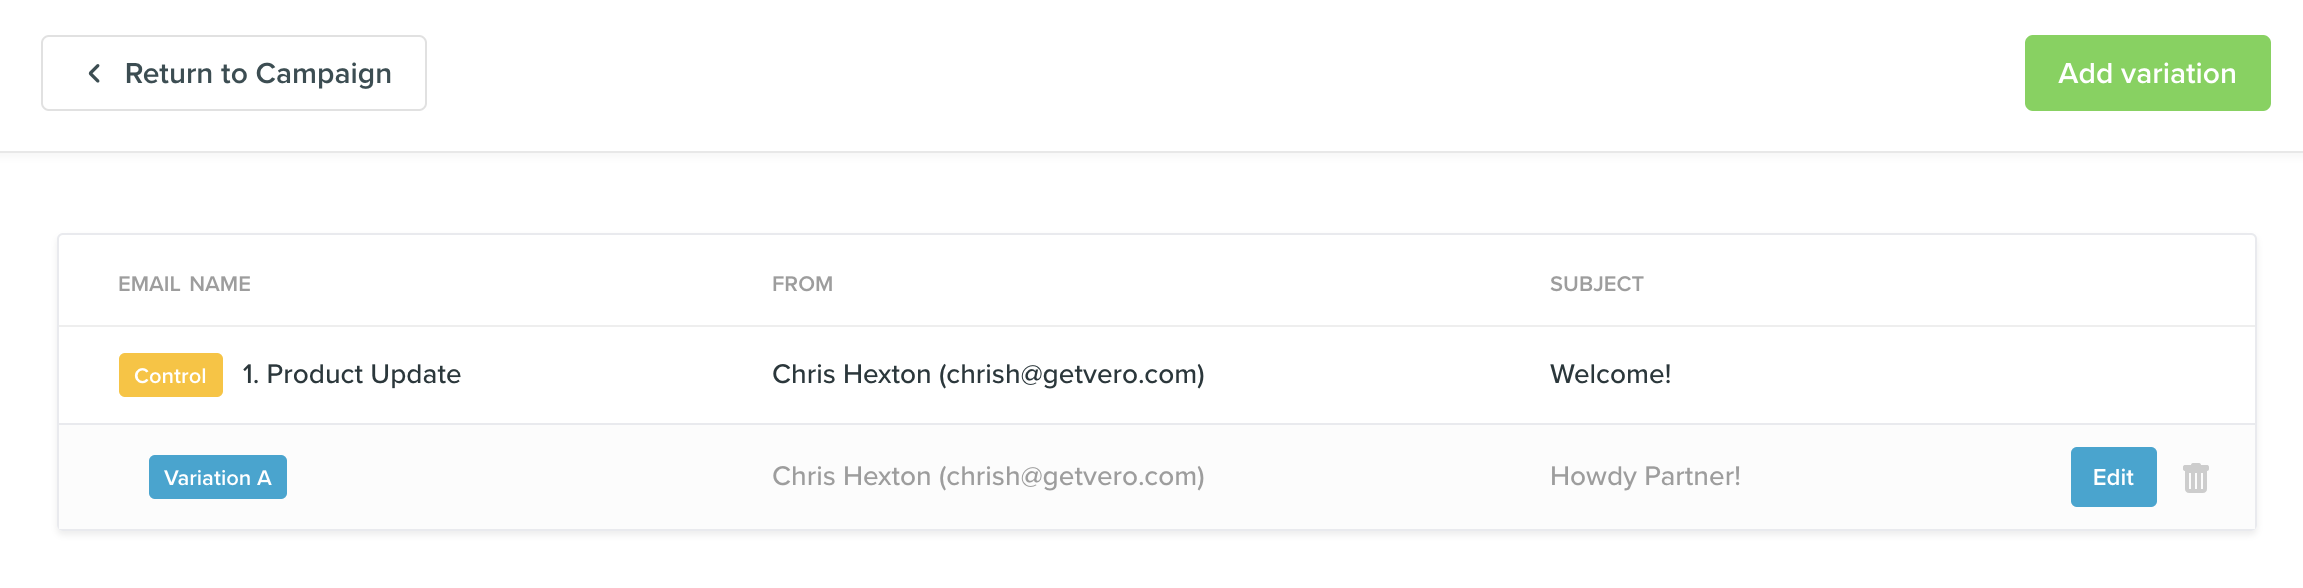 Return to Campaign
Add variation
EMAIL NAME FROM SUBJECT
Control 1. Product Update Chris Hexton (chrish@getvero.com) Welcome!
Variation A Chris Hexton (chrish@getvero.com) Howdy Partner! Edit